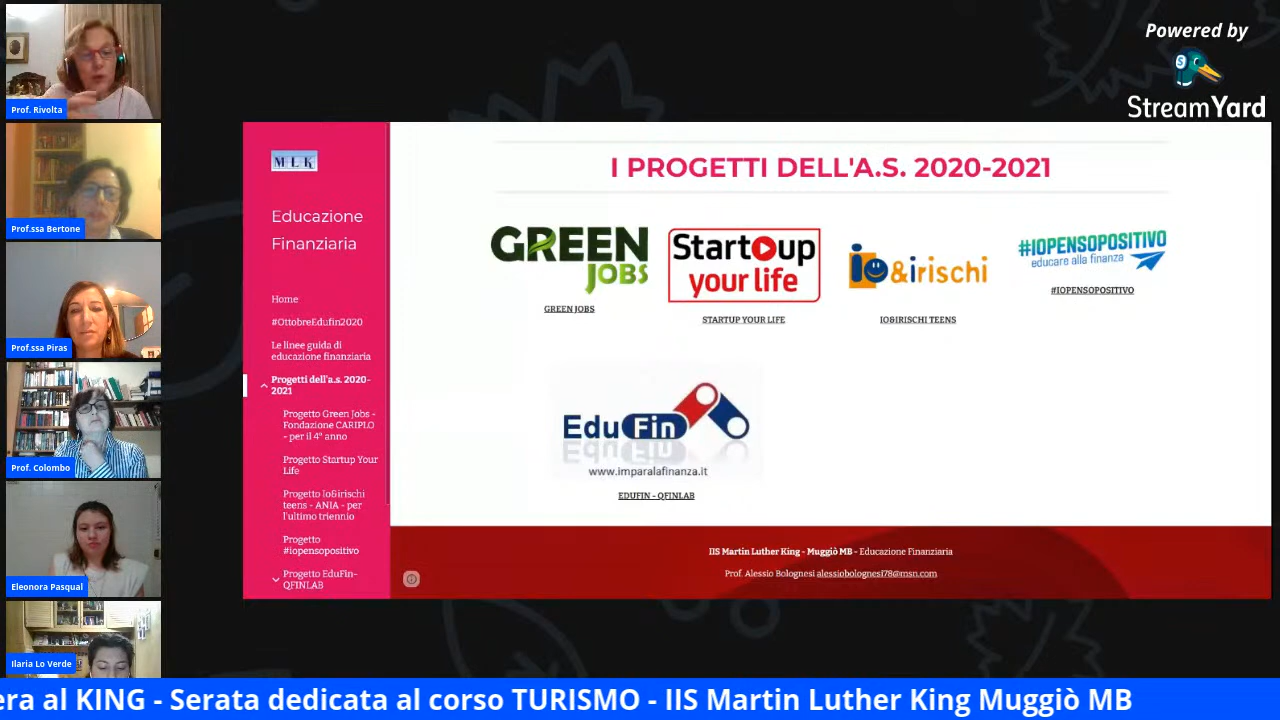 Prof. Rivolta
Prof.ssa Bertone
Prof.ssa Piras
Prof. Colombo
Eleonora Pasqual
Ilaria Lo Verde
Powered by
StreamYard
M L K
Educazione
Finanziaria
Home
#OttobreEdufin2020
Le linee guida di
educazione finanziaria
Progetti dell'a.s. 2020-
2021
Progetto Green Jobs -
Fondazione CARIPLO
- per il 4° anno
Progetto Startup Your
Life
Progetto Io&irischi
teens - ANIA - per
l'ultimo triennio
Progetto
#iopensopositivo
Progetto EduFin-
QFINLAB
I PROGETTI DELL'A.S. 2020-2021
GREEN
JOBS
GREEN JOBS
Startup
your life
STARTUP YOUR LIFE
io&irischi
IO&IRISCHI TEENS
#IOPENSOPOSITIVO
educare alla finanza
#IOPENSOPOSITIVO
EduFin
www.imparalafinanza.it
EDUFIN - QFINLAB
IIS Martin Luther King - Muggiò MB - Educazione Finanziaria
Prof. Alessio Bolognesi alessiobolognesi78@msn.com
era al KING - Serata dedicata al corso TURISMO - IIS Martin Luther King Muggiò MB